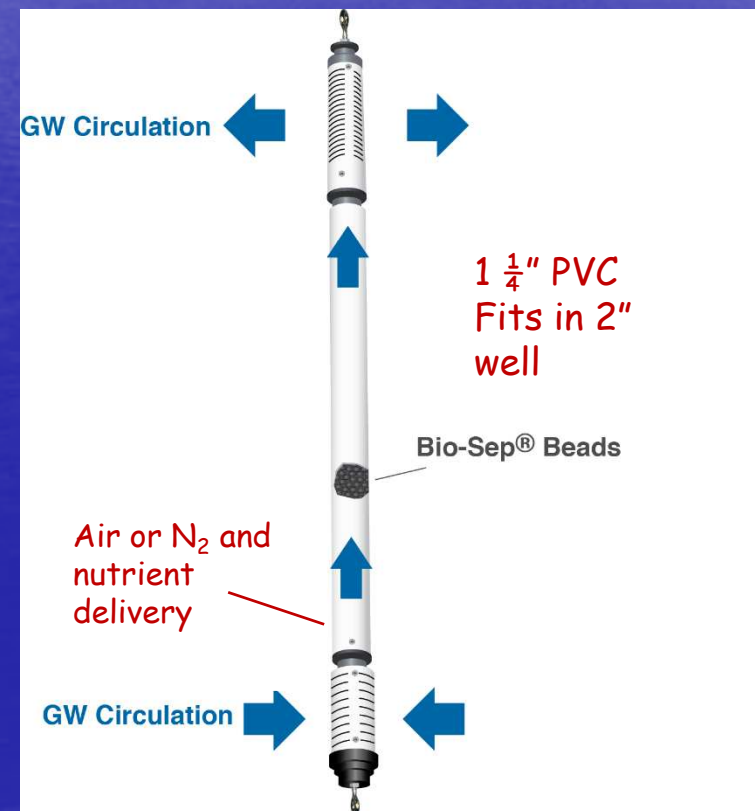 GW Circulation
1 ¼" PVC
Fits in 2"
well
Bio-Sep® Beads
Air or N₂ and
nutrient
delivery
GW Circulation